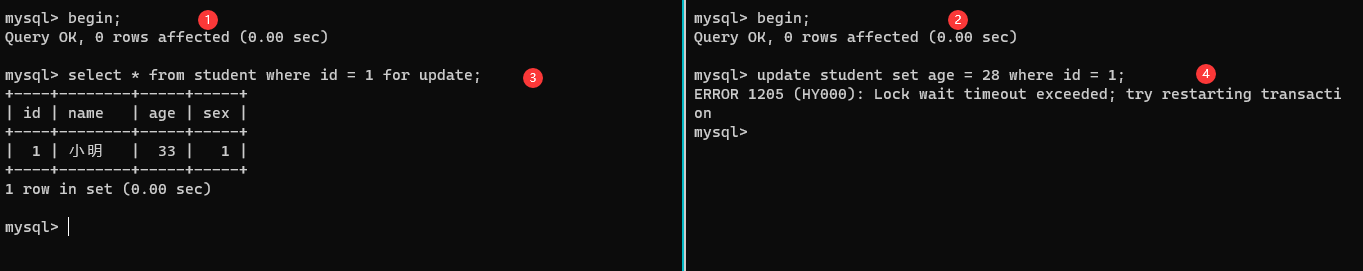 mysql> begin; 1
Query OK, 0 rows affected (0.00 sec)
mysql> select * from student where id = 1 for update; 3
+----+--------+-----+-----+
| id | name   | age | sex |
+----+--------+-----+-----+
|  1 | 小明   |  33 |   1 |
+----+--------+-----+-----+
1 row in set (0.00 sec)
mysql>
mysql> begin; 2
Query OK, 0 rows affected (0.00 sec)
mysql> update student set age = 28 where id = 1; 4
ERROR 1205 (HY000): Lock wait timeout exceeded; try restarting transacti
on
mysql>